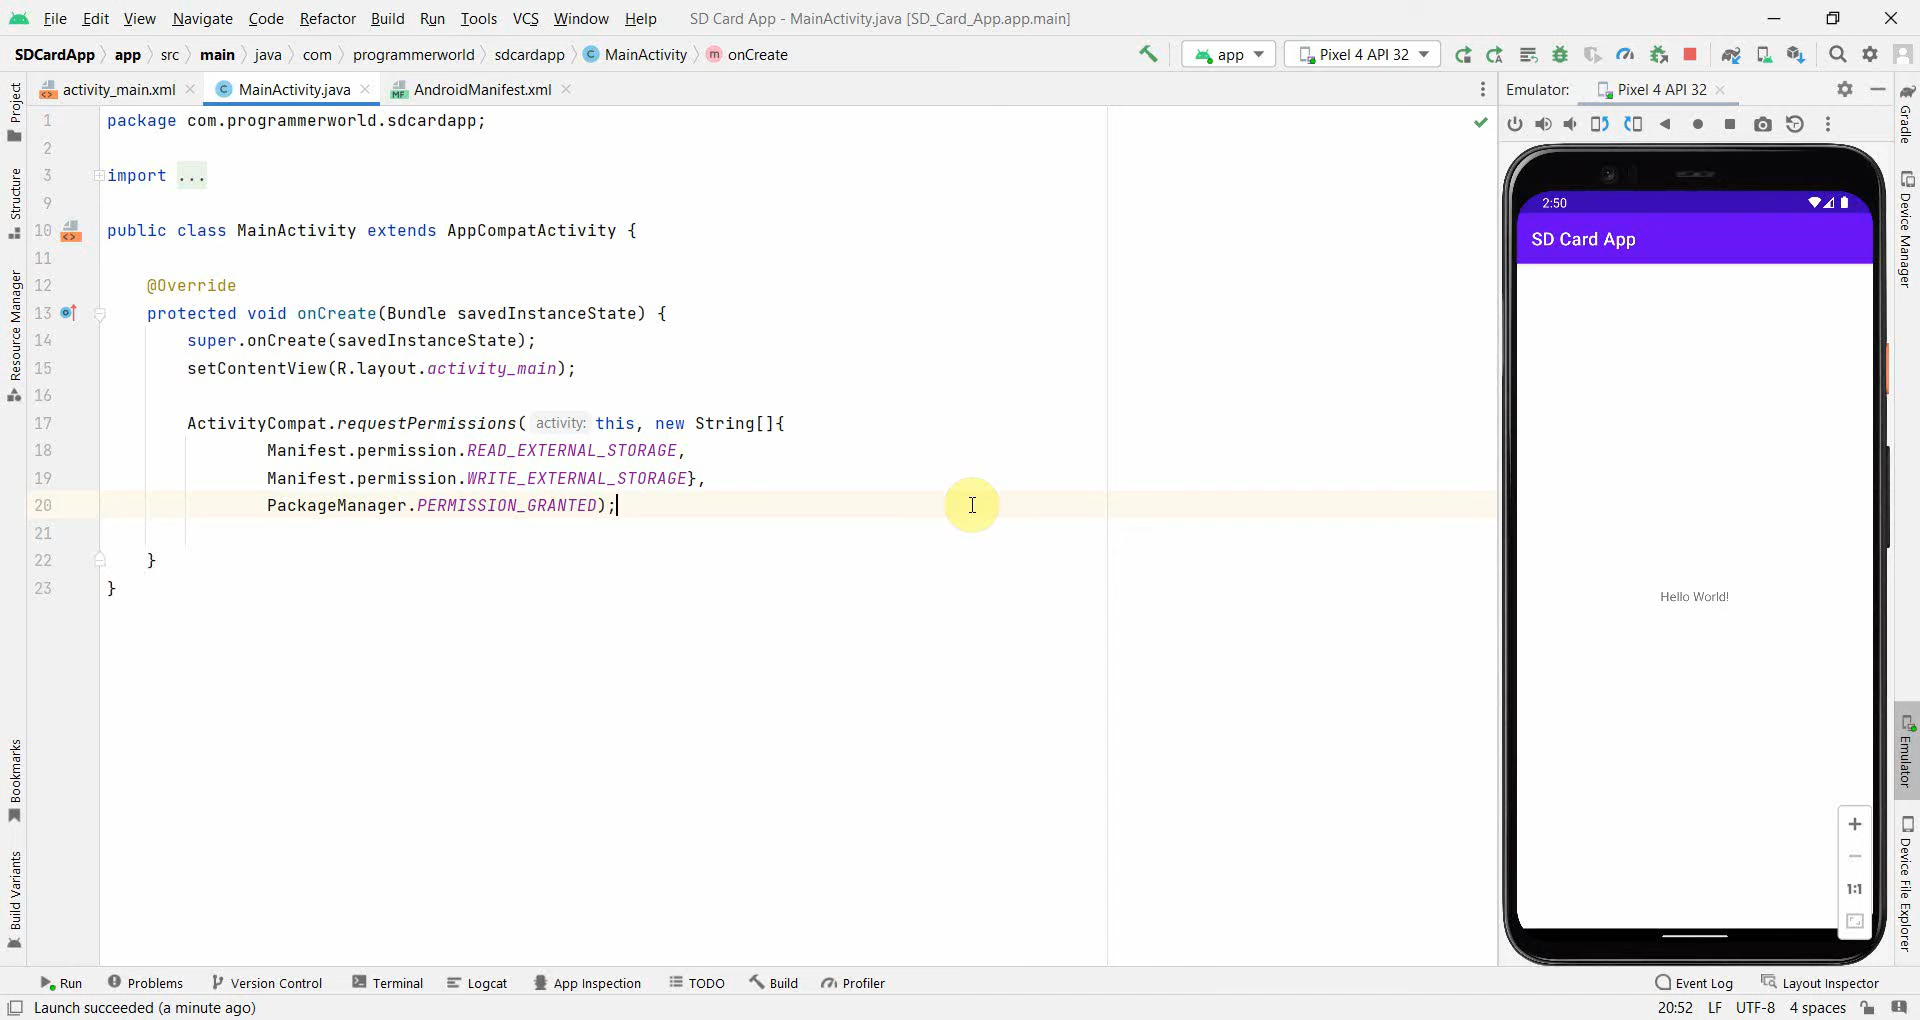 File Edit View Navigate Code Refactor Build Run Tools VCS Window Help SD Card App - MainActivity.java [SD_Card_App.app.main]
SDCardApp app src main java com programmerworld sdcardapp C MainActivity m onCreate app Pixel 4 API 32
activity_main.xml C MainActivity.java MF AndroidManifest.xml Emulator: Pixel 4 API 32
1 package com.programmerworld.sdcardapp;
2
3 import ...
9
10 public class MainActivity extends AppCompatActivity {
11
12 @Override
13 protected void onCreate(Bundle savedInstanceState) {
14 super.onCreate(savedInstanceState);
15 setContentView(R.layout.activity_main);
16
17 ActivityCompat.requestPermissions( activity: this, new String[]{
18 Manifest.permission.READ_EXTERNAL_STORAGE,
19 Manifest.permission.WRITE_EXTERNAL_STORAGE},
20 PackageManager.PERMISSION_GRANTED);
21
22 }
23 }
Project
Structure
Resource Manager
Bookmarks
Build Variants
2:50
SD Card App
Hello World!
1:1
Gradle
Device Manager
Emulator
Device File Explorer
Run Problems Version Control Terminal Logcat App Inspection TODO Build Profiler Event Log Layout Inspector
Launch succeeded (a minute ago) 20:52 LF UTF-8 4 spaces